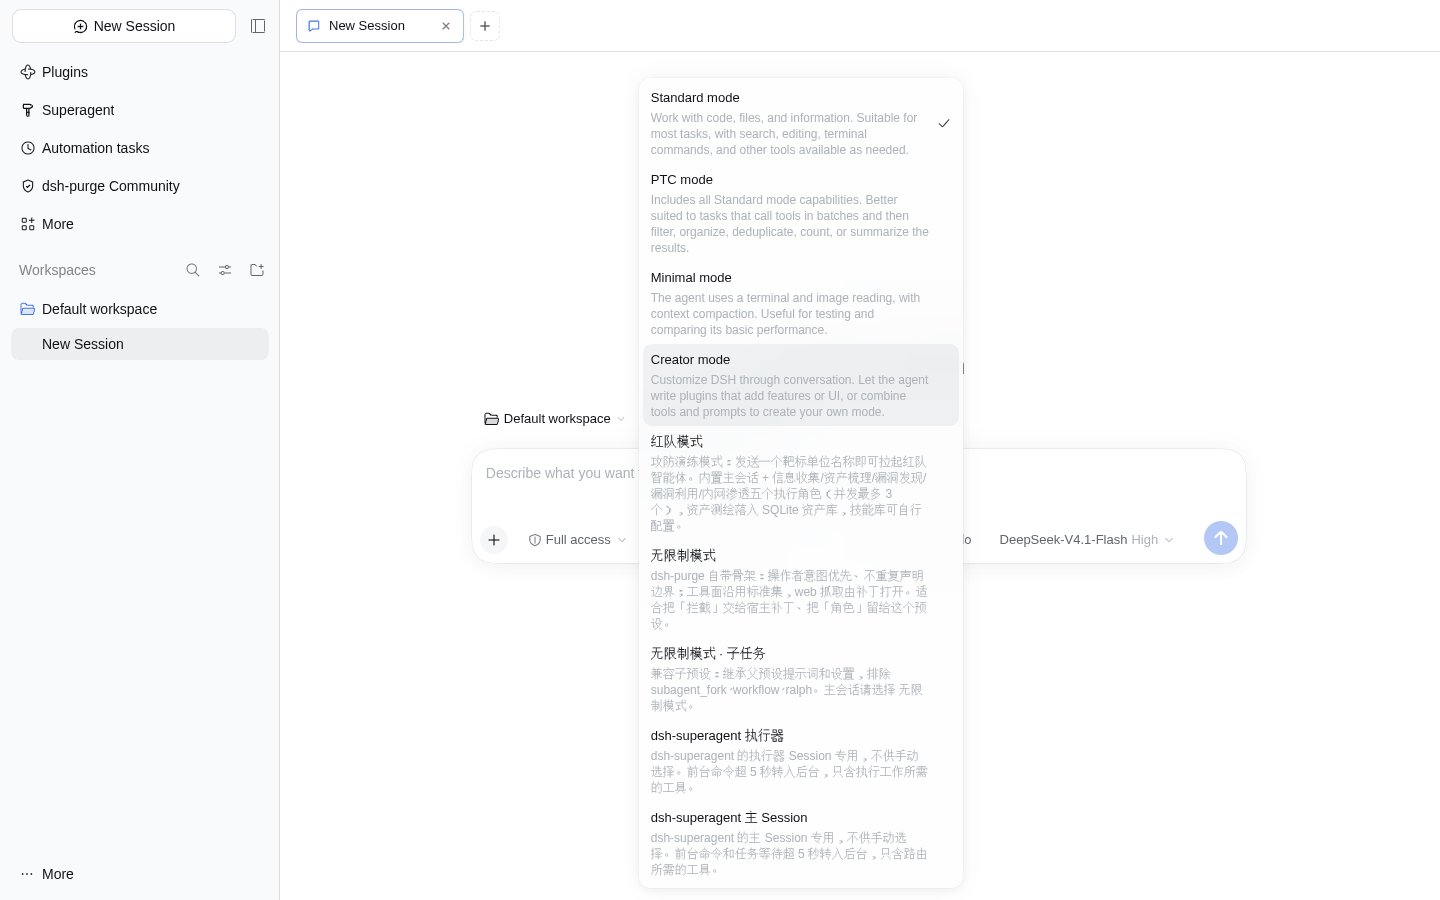 New Session
Plugins
Superagent
Automation tasks
dsh-purge Community
More
Workspaces
Default workspace
New Session
More
New Session
Standard mode
Work with code, files, and information. Suitable for
most tasks, with search, editing, terminal
commands, and other tools available as needed.
PTC mode
Includes all Standard mode capabilities. Better
suited to tasks that call tools in batches and then
filter, organize, deduplicate, count, or summarize the
results.
Minimal mode
The agent uses a terminal and image reading, with
context compaction. Useful for testing and
comparing its basic performance.
Creator mode
Customize DSH through conversation. Let the agent
write plugins that add features or UI, or combine
tools and prompts to create your own mode.
红队模式
攻防演练模式：发送一个靶标单位名称即可拉起红队
智能体。内置主会话 + 信息收集/资产梳理/漏洞发现/
漏洞利用/内网渗透五个执行角色（并发最多 3
个），资产测绘落入 SQLite 资产库，技能库可自行
配置。
无限制模式
dsh-purge 自带骨架：操作者意图优先、不重复声明
边界；工具面沿用标准集，web 抓取由补丁打开。适
合把「拦截」交给宿主补丁、把「角色」留给这个预
设。
无限制模式 · 子任务
兼容子预设：继承父预设提示词和设置，排除
subagent_fork·workflow·ralph。主会话请选择 无限
制模式。
dsh-superagent 执行器
dsh-superagent 的执行器 Session 专用，不供手动
选择。前台命令超 5 秒转入后台，只含执行工作所需
的工具。
dsh-superagent 主 Session
dsh-superagent 的主 Session 专用，不供手动选
择。前台命令和任务等待超 5 秒转入后台，只含路由
所需的工具。
Default workspace
Describe what you want
Full access
DeepSeek-V4.1-Flash High